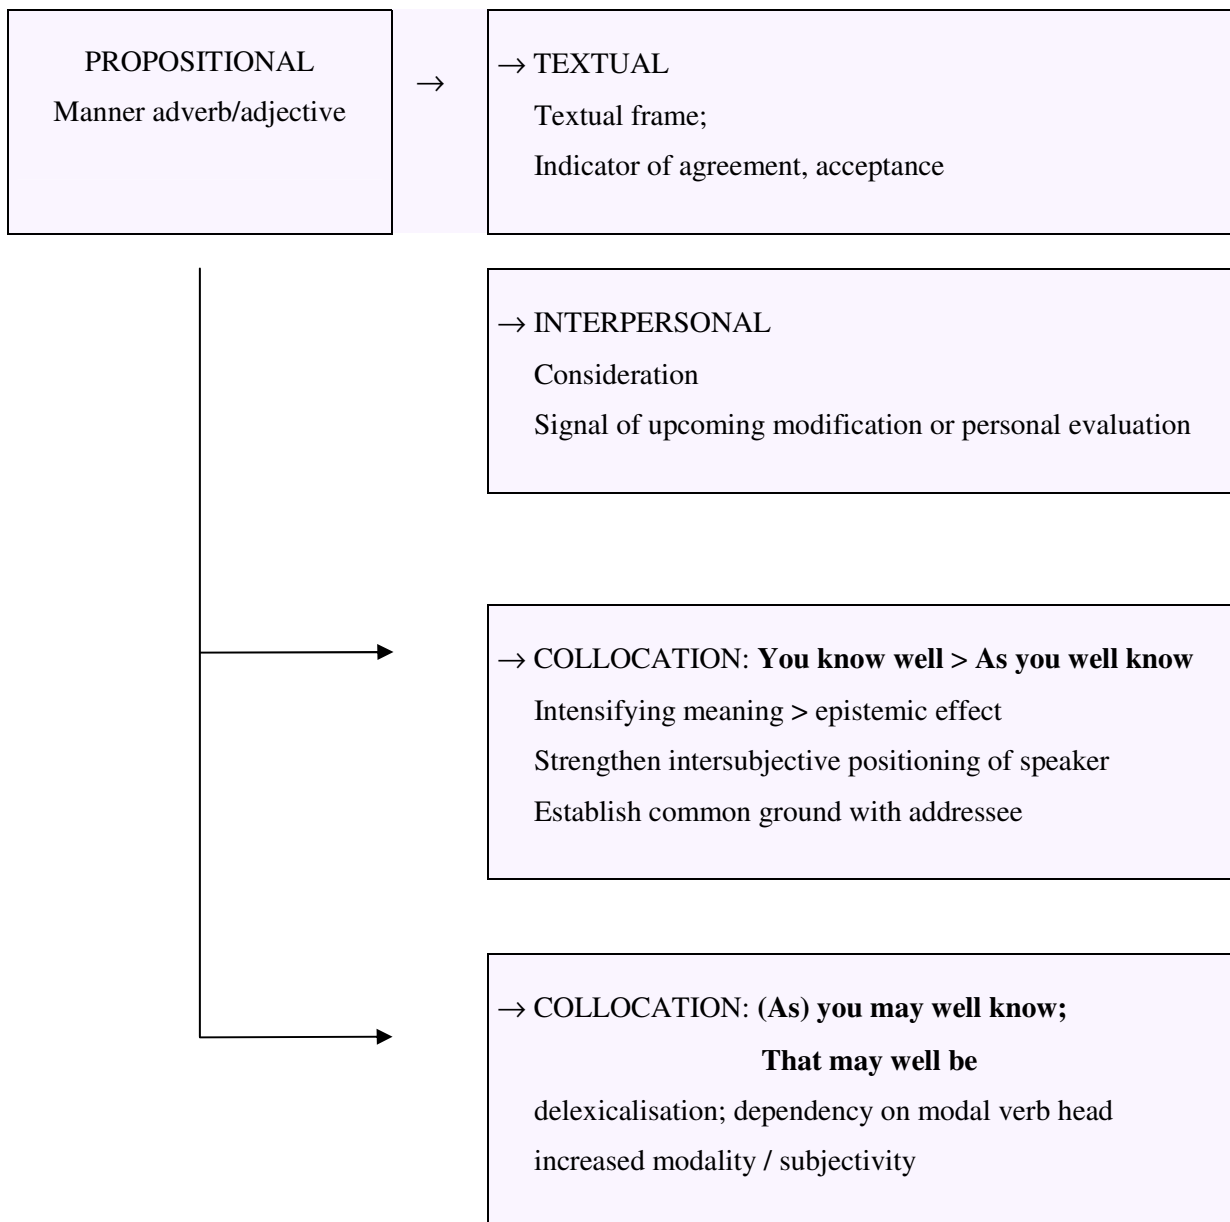 PROPOSITIONAL
Manner adverb/adjective
→
→ TEXTUAL
Textual frame;
Indicator of agreement, acceptance
→ INTERPERSONAL
Consideration
Signal of upcoming modification or personal evaluation
→ COLLOCATION: You know well > As you well know
Intensifying meaning > epistemic effect
Strengthen intersubjective positioning of speaker
Establish common ground with addressee
→ COLLOCATION: (As) you may well know;
That may well be
delexicalisation; dependency on modal verb head
increased modality / subjectivity